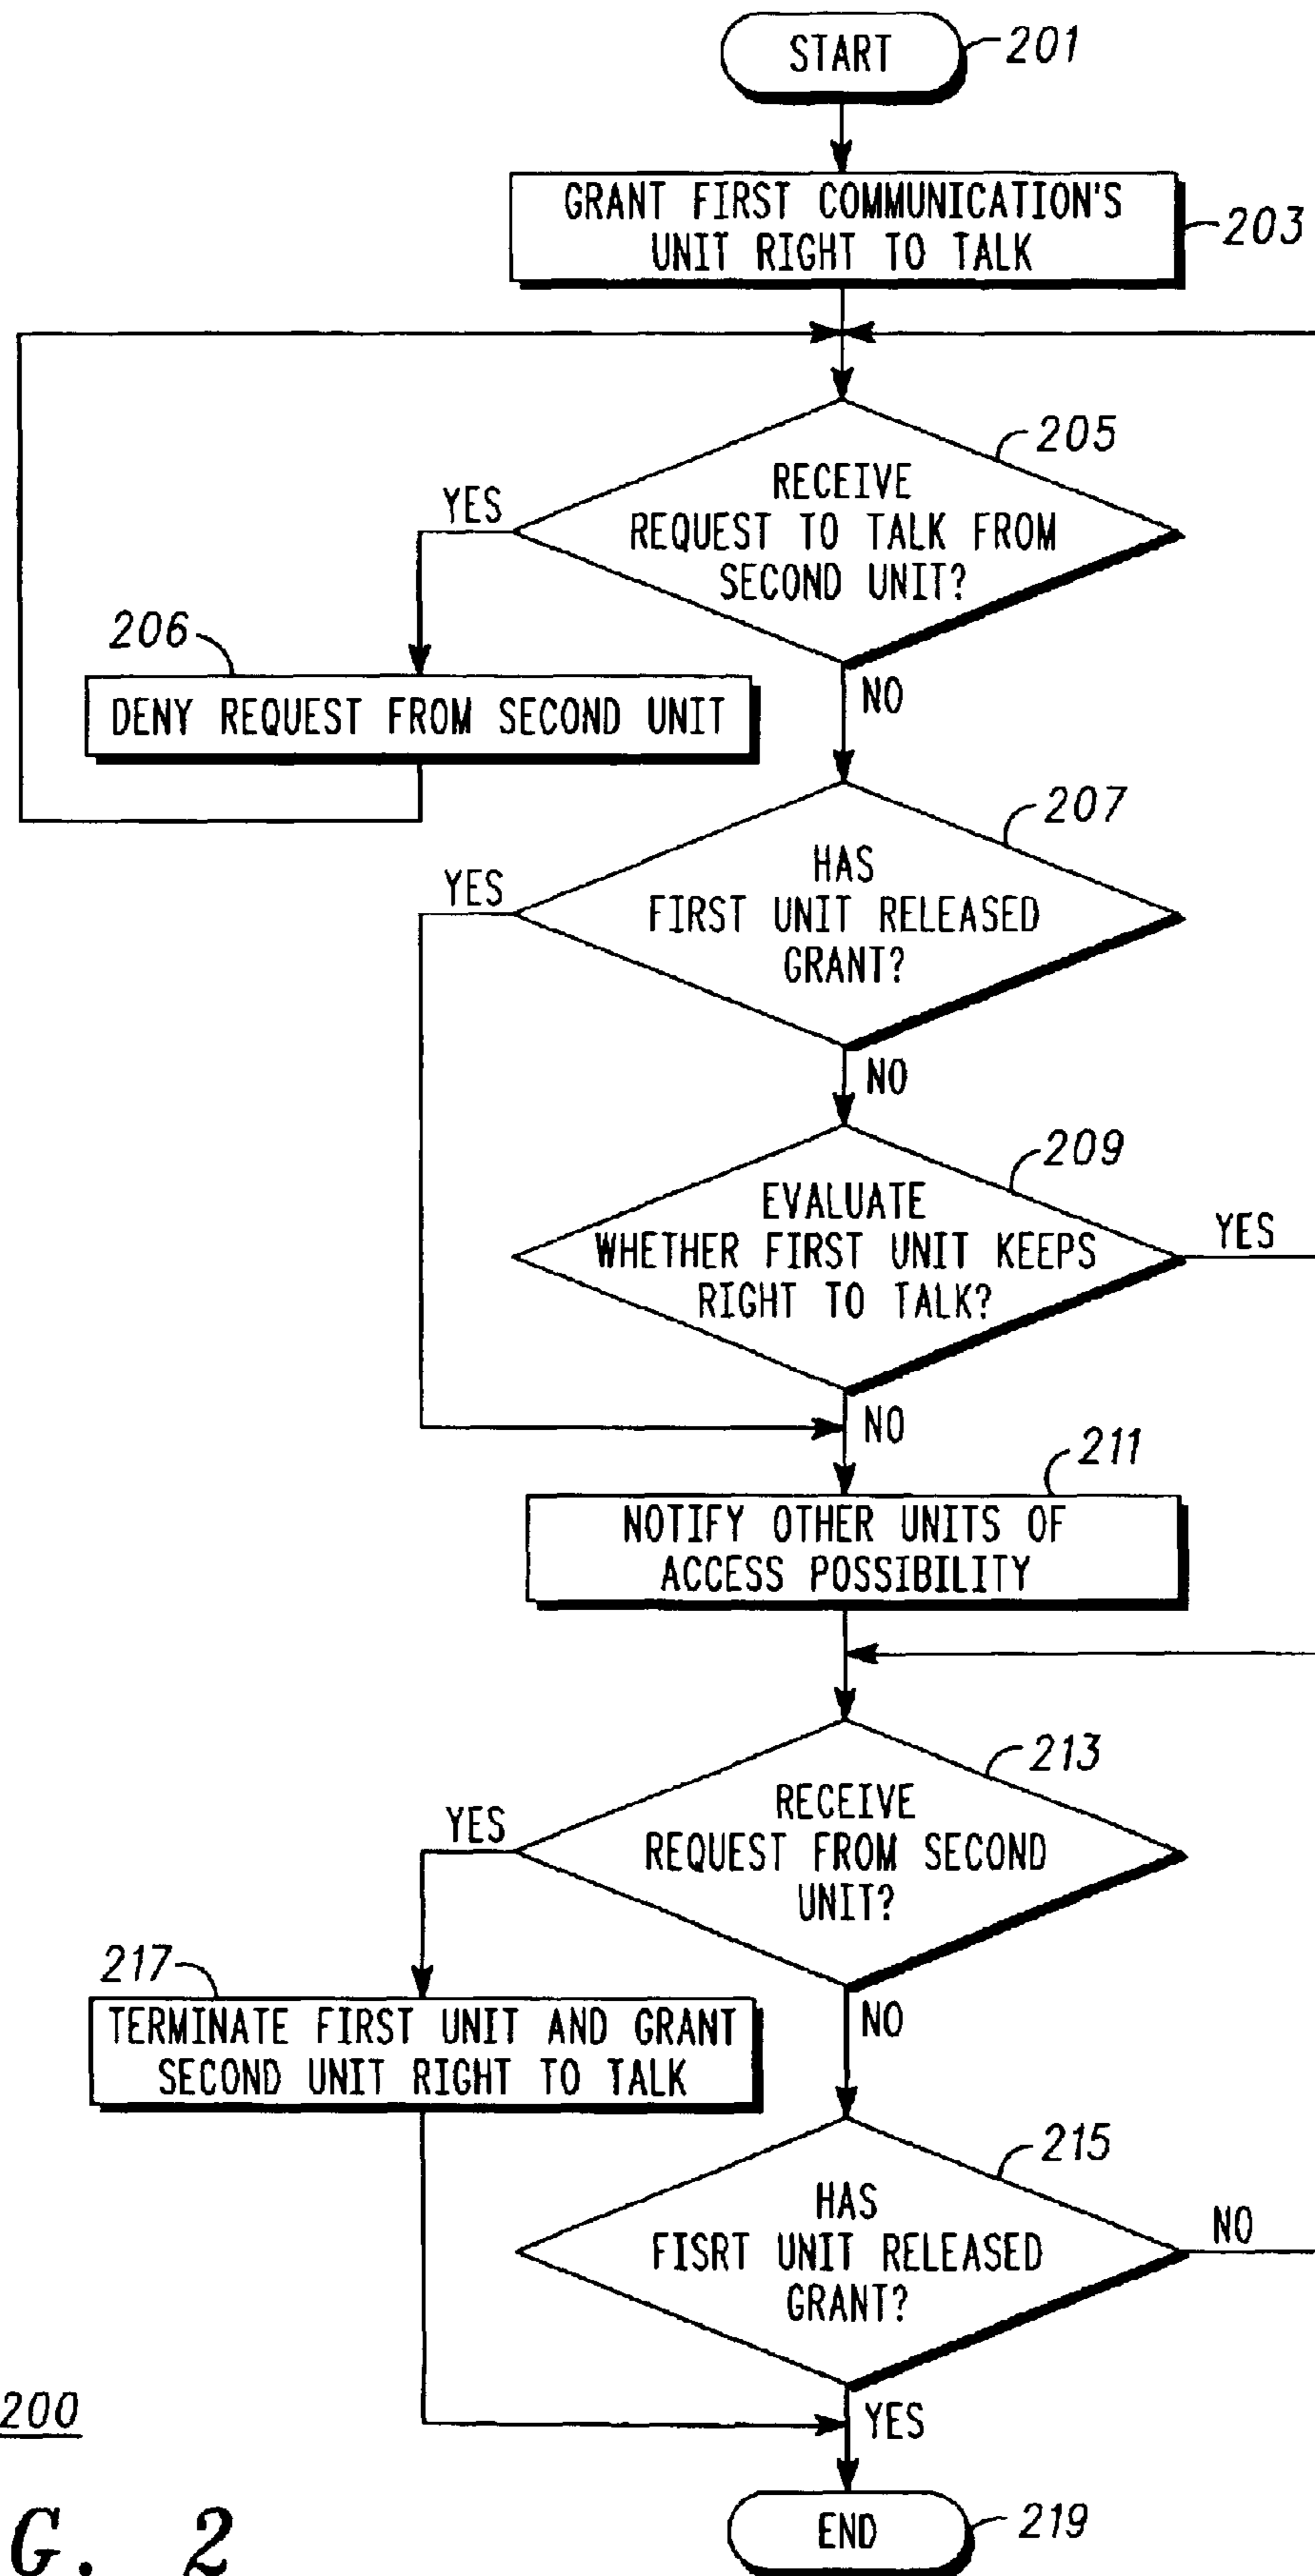 START
201
GRANT FIRST COMMUNICATION'S
UNIT RIGHT TO TALK
203
205
RECEIVE
REQUEST TO TALK FROM
SECOND UNIT?
YES
NO
206
DENY REQUEST FROM SECOND UNIT
207
HAS
FIRST UNIT RELEASED
GRANT?
YES
NO
209
EVALUATE
WHETHER FIRST UNIT KEEPS
RIGHT TO TALK?
YES
NO
211
NOTIFY OTHER UNITS OF
ACCESS POSSIBILITY
213
RECEIVE
REQUEST FROM SECOND
UNIT?
YES
NO
217
TERMINATE FIRST UNIT AND GRANT
SECOND UNIT RIGHT TO TALK
215
HAS
FISRT UNIT RELEASED
GRANT?
NO
YES
200
END
219
G. 2